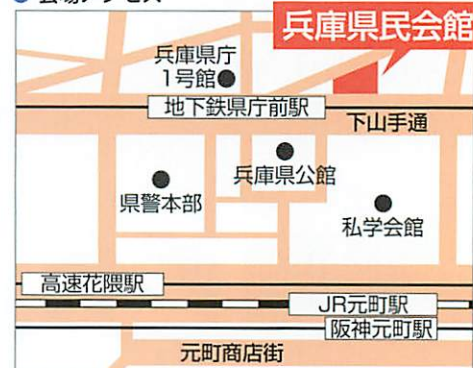 会場アクセス
兵庫県民会館
兵庫県庁
1号館
地下鉄県庁前駅
下山手通
兵庫県公館
県警本部
私学会館
高速花隈駅
JR元町駅
阪神元町駅
元町商店街